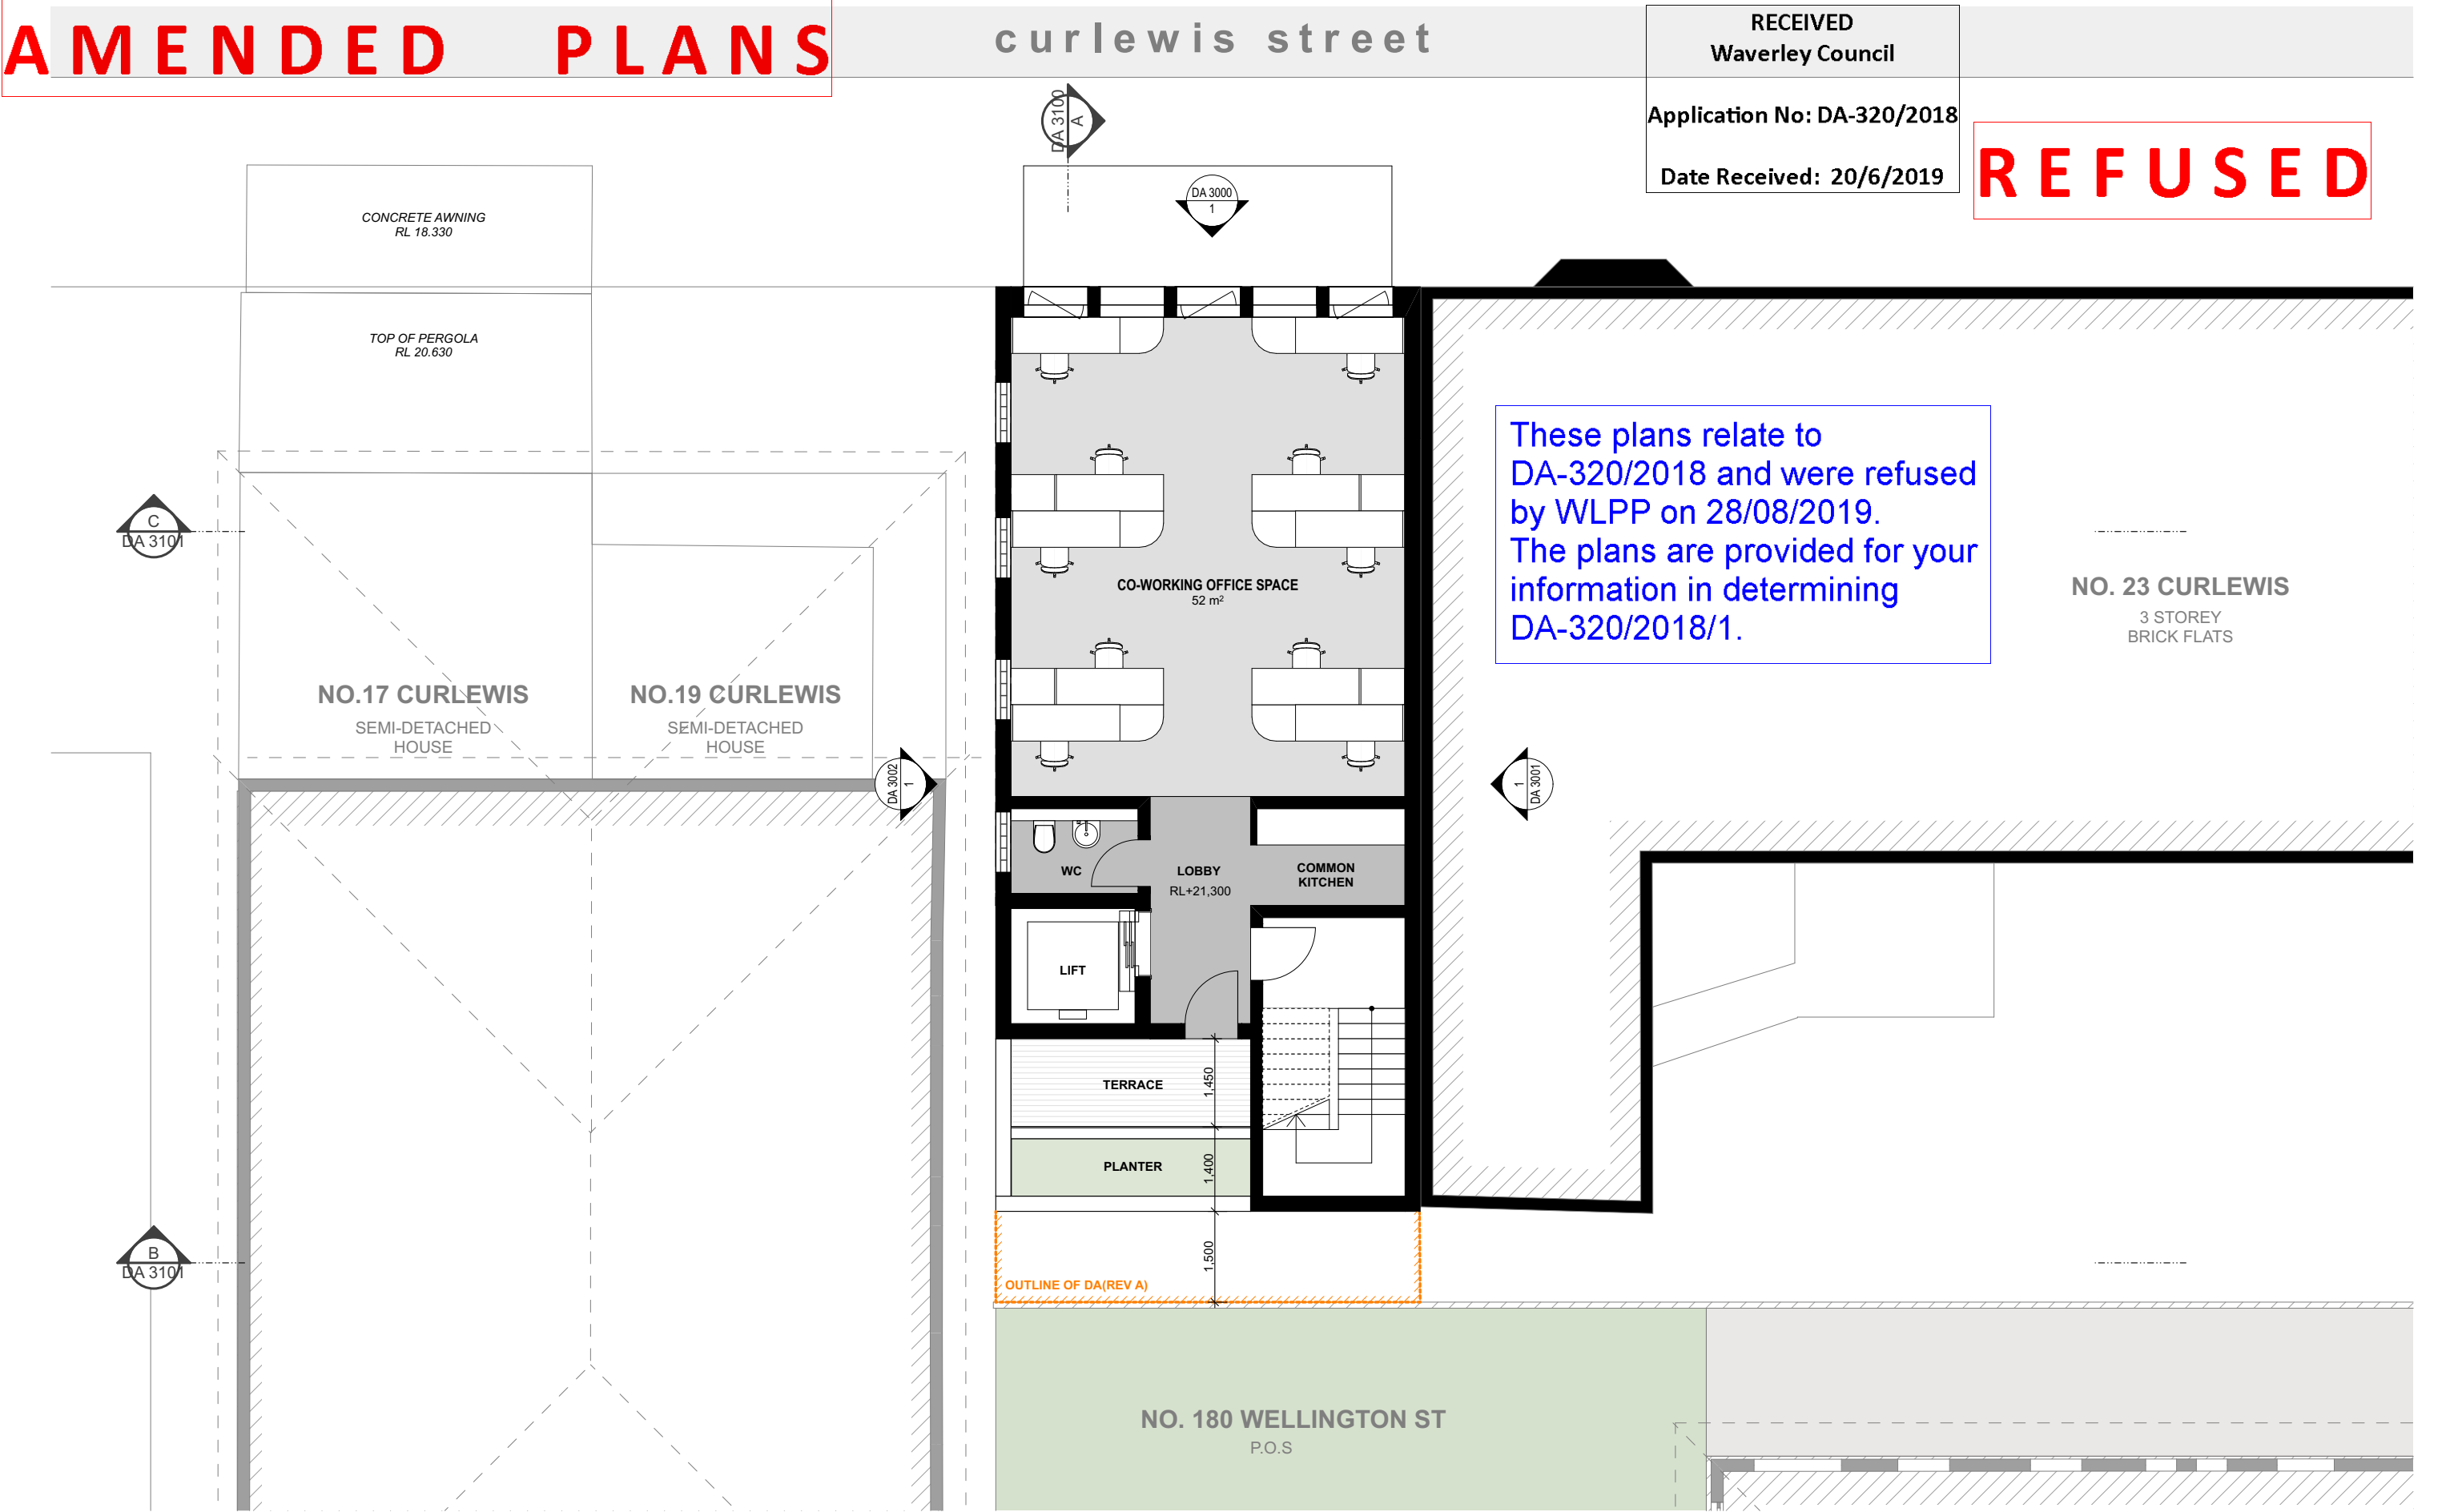 AMENDED PLANS
curlewis street
RECEIVED
Waverley Council
Application No: DA-320/2018
Date Received: 20/6/2019
REFUSED
DA 3100
A
DA 3000
1
CONCRETE AWNING
RL 18.330
TOP OF PERGOLA
RL 20.630
These plans relate to
DA-320/2018 and were refused
by WLPP on 28/08/2019.
The plans are provided for your
information in determining
DA-320/2018/1.
C
DA 3101
CO-WORKING OFFICE SPACE
52 m²
NO. 23 CURLEWIS
3 STOREY
BRICK FLATS
NO.17 CURLEWIS
SEMI-DETACHED
HOUSE
NO.19 CURLEWIS
SEMI-DETACHED
HOUSE
DA 3002
1
1
DA 3001
WC
LOBBY
RL+21,300
COMMON
KITCHEN
LIFT
TERRACE
1,450
PLANTER
1,400
B
DA 3101
1,500
OUTLINE OF DA(REV A)
NO. 180 WELLINGTON ST
P.O.S